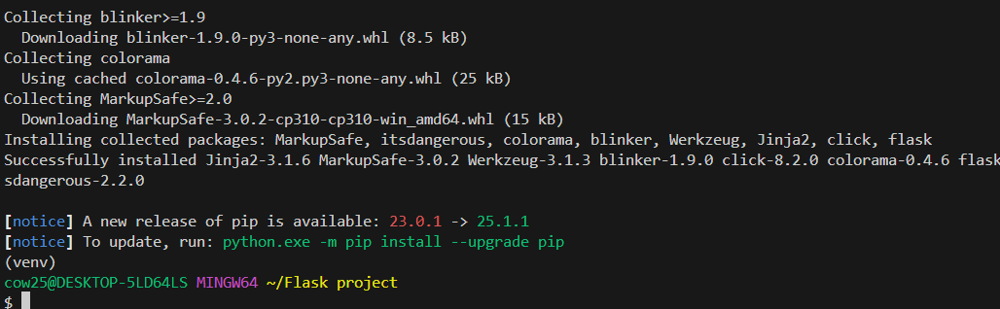 Collecting blinker>=1.9
  Downloading blinker-1.9.0-py3-none-any.whl (8.5 kB)
Collecting colorama
  Using cached colorama-0.4.6-py2.py3-none-any.whl (25 kB)
Collecting MarkupSafe>=2.0
  Downloading MarkupSafe-3.0.2-cp310-cp310-win_amd64.whl (15 kB)
Installing collected packages: MarkupSafe, itsdangerous, colorama, blinker, Werkzeug, Jinja2, click, flask
Successfully installed Jinja2-3.1.6 MarkupSafe-3.0.2 Werkzeug-3.1.3 blinker-1.9.0 click-8.2.0 colorama-0.4.6 flask
sdangerous-2.2.0
[notice] A new release of pip is available: 23.0.1 -> 25.1.1
[notice] To update, run: python.exe -m pip install --upgrade pip
(venv)
cow25@DESKTOP-5LD64LS MINGW64 ~/Flask project
$